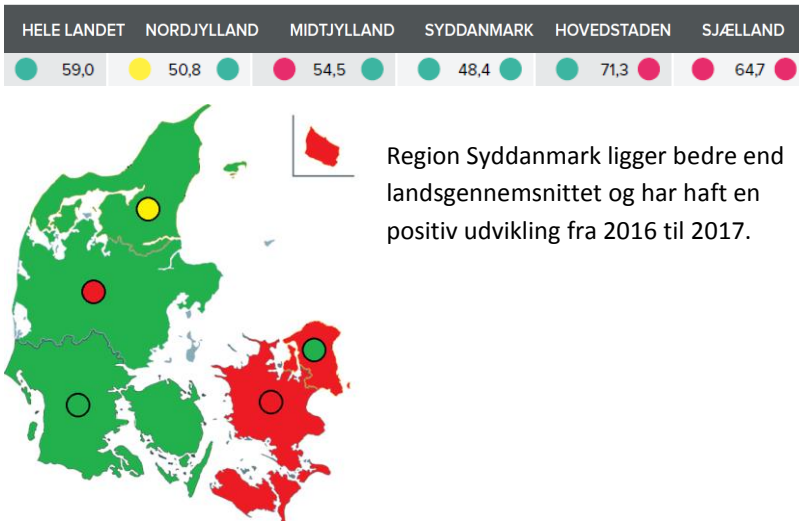 HELE LANDET NORDJYLLAND MIDTJYLLAND SYDDANMARK HOVEDSTADEN SJÆLLAND
59,0 50,8 54,5 48,4 71,3 64,7
Region Syddanmark ligger bedre end
landsgennemsnittet og har haft en
positiv udvikling fra 2016 til 2017.